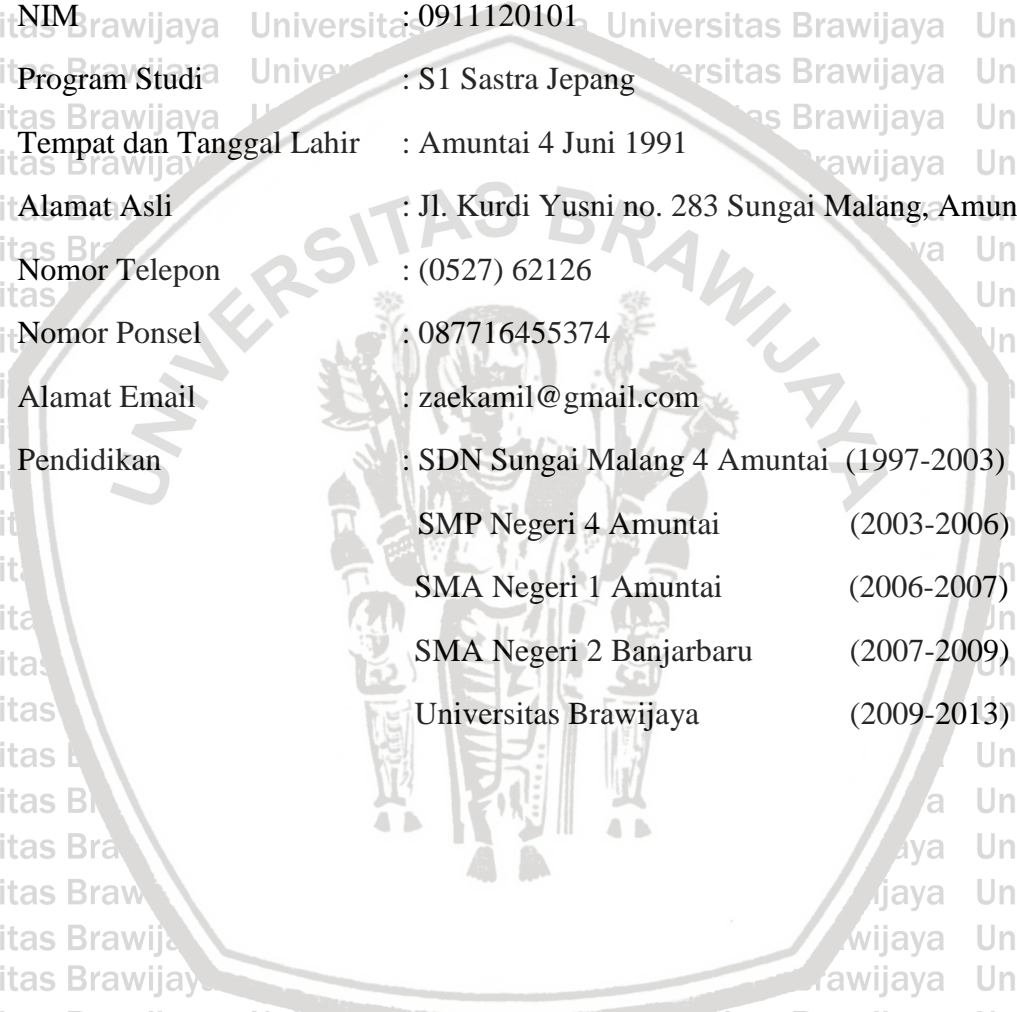 NIM : 0911120101
Program Studi : S1 Sastra Jepang
Tempat dan Tanggal Lahir : Amuntai 4 Juni 1991
Alamat Asli : Jl. Kurdi Yusni no. 283 Sungai Malang, Amun
Nomor Telepon : (0527) 62126
Nomor Ponsel : 087716455374
Alamat Email : zaekamil@gmail.com
Pendidikan : SDN Sungai Malang 4 Amuntai (1997-2003)
SMP Negeri 4 Amuntai (2003-2006)
SMA Negeri 1 Amuntai (2006-2007)
SMA Negeri 2 Banjarbaru (2007-2009)
Universitas Brawijaya (2009-2013)
UNIVERSITAS BRAWIJAYA